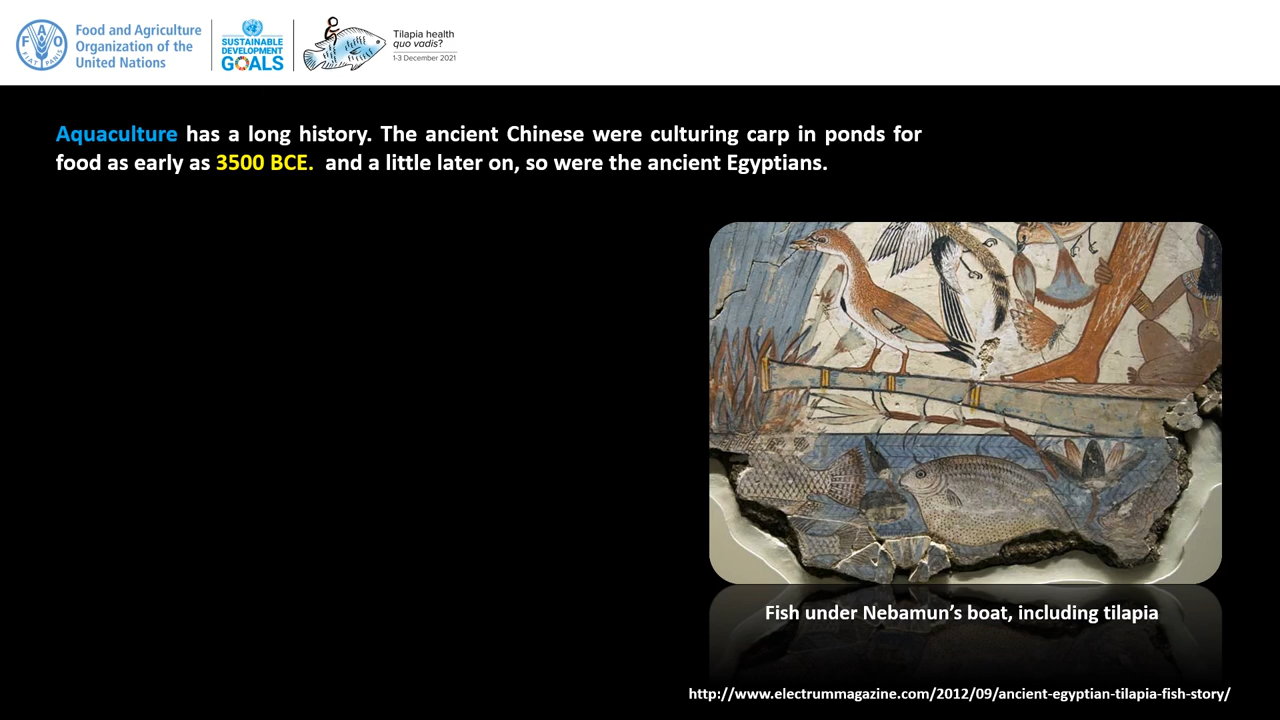 FAO
FIAT PANIS
Food and Agriculture
Organization of the
United Nations
SUSTAINABLE
DEVELOPMENT
GOALS
Tilapia health
quo vadis?
1-3 December 2021
Aquaculture has a long history. The ancient Chinese were culturing carp in ponds for
food as early as 3500 BCE.  and a little later on, so were the ancient Egyptians.
Fish under Nebamun’s boat, including tilapia
http://www.electrummagazine.com/2012/09/ancient-egyptian-tilapia-fish-story/